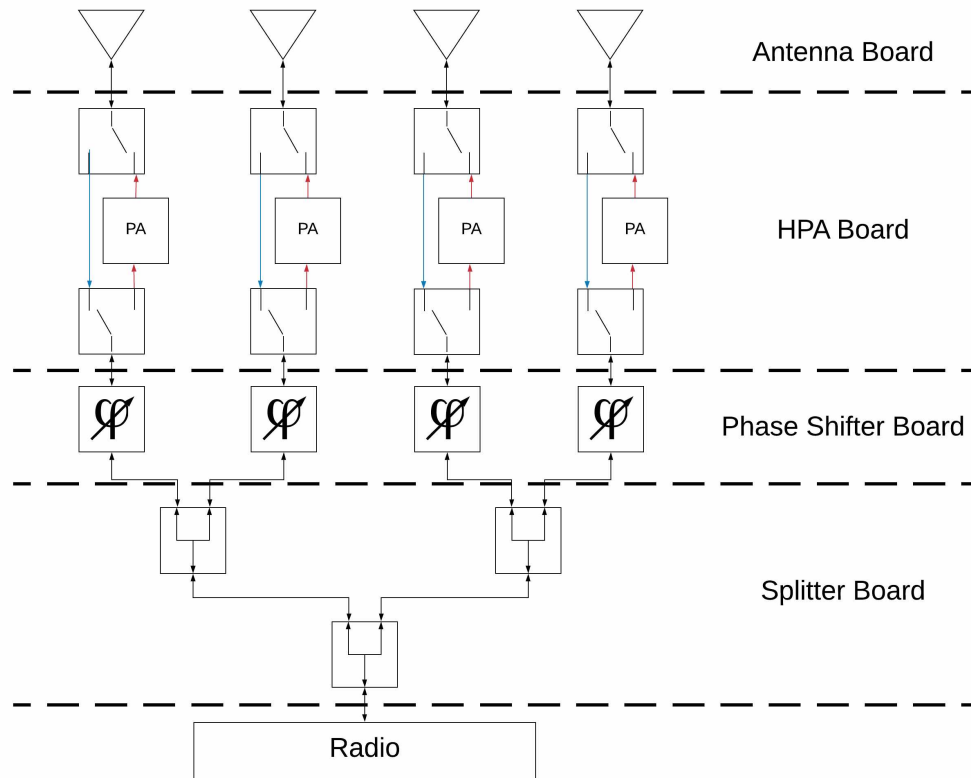 Antenna Board
HPA Board
PA PA PA PA
φ φ φ φ
Phase Shifter Board
Splitter Board
Radio